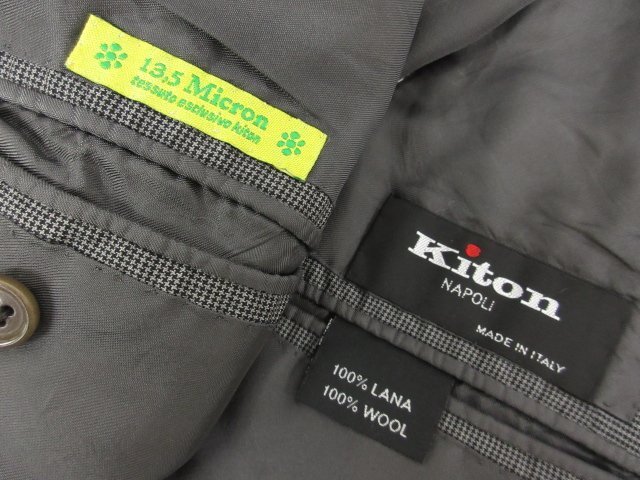 13,5 Micron
tessuto esclusivo kiton
Kiton
NAPOLI
MADE IN ITALY
100% LANA
100% WOOL